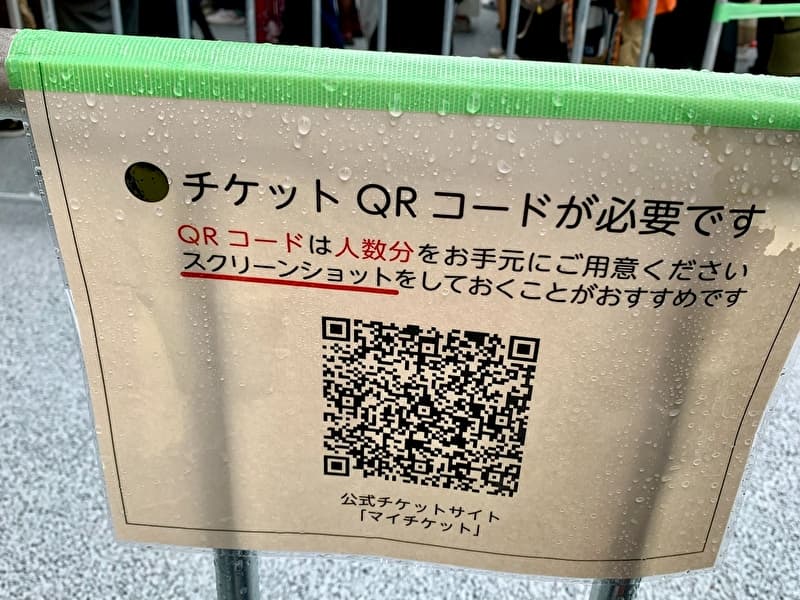 チケット QR コードが必要です
QR コードは人数分をお手元にご用意ください
スクリーンショットをしておくことがおすすめです
公式チケットサイト
「マイチケット」